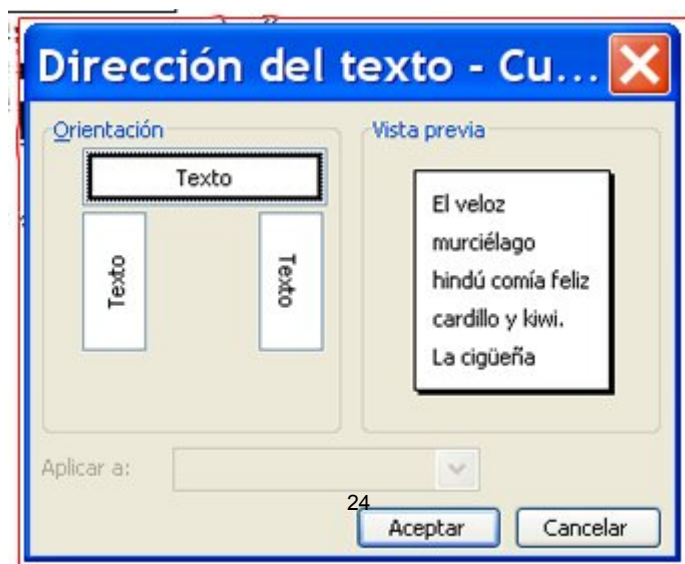 Dirección del texto - Cu...
Orientación
Texto
Texto
Texto
Vista previa
El veloz
murciélago
hindú comía feliz
cardillo y kiwi.
La cigüeña
Aplicar a:
24
Aceptar
Cancelar